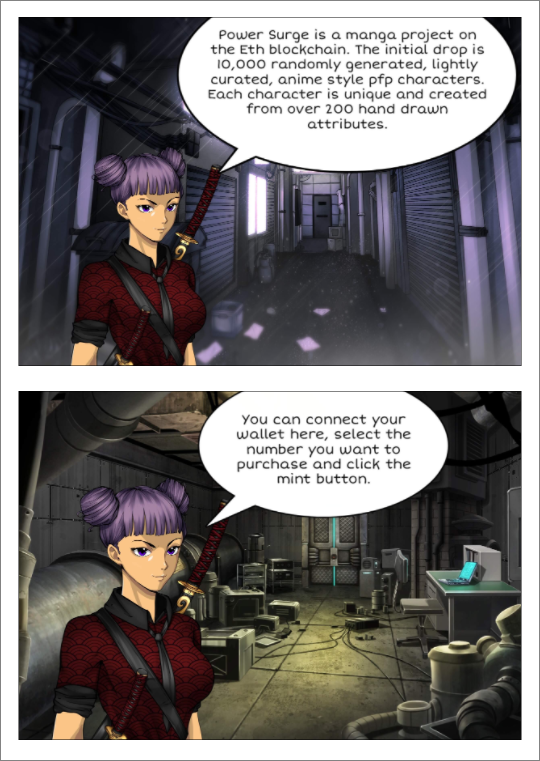 Power Surge is a manga project on
the Eth blockchain. The initial drop is
10,000 randomly generated, lightly
curated, anime style pfp characters.
Each character is unique and created
from over 200 hand drawn
attributes.
You can connect your
wallet here, select the
number you want to
purchase and click the
mint button.